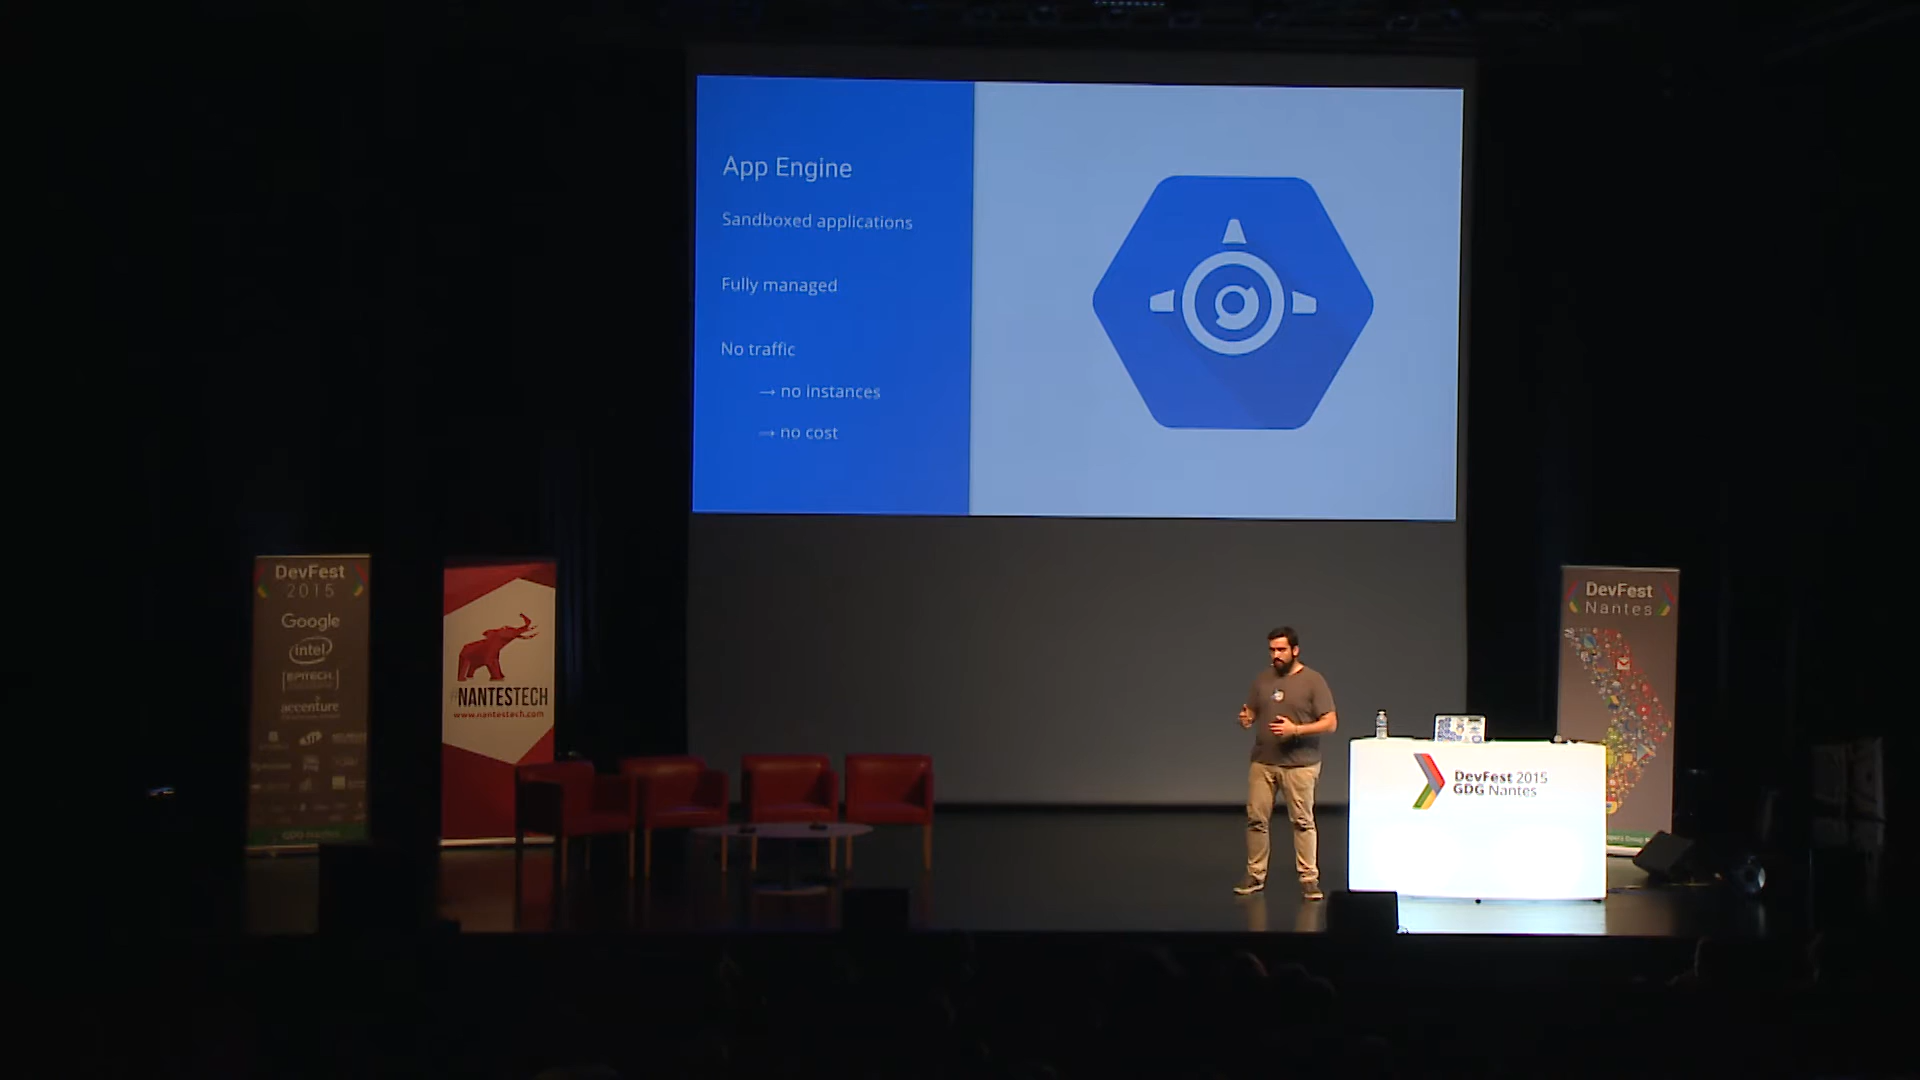 App Engine
Sandboxed applications
Fully managed
No traffic
→ no instances
→ no cost
DevFest
2015
Google
intel
EPITECH
accenture
#NANTESTECH
www.nantestech.com
DevFest
Nantes
DevFest 2015
GDG Nantes